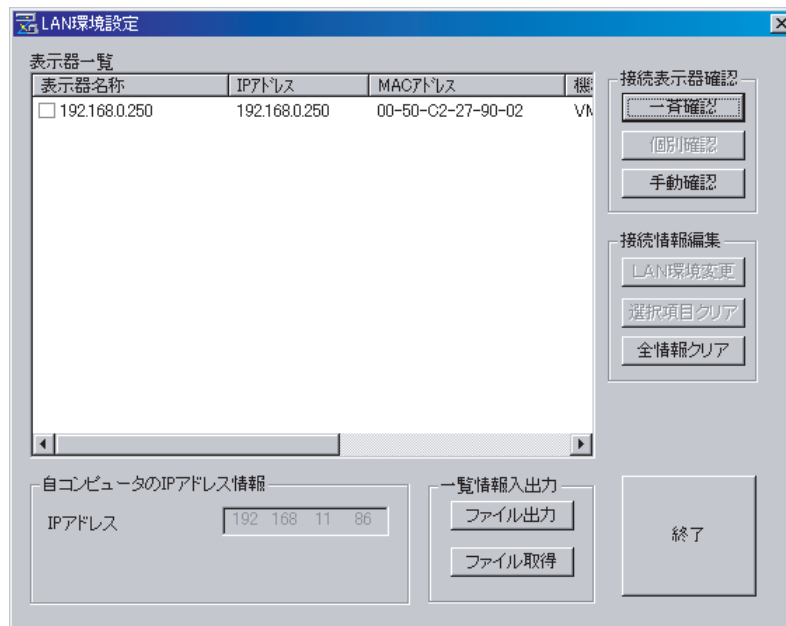 LAN環境設定
表示器一覧
表示器名称 IPアドレス MACアドレス 機
192.168.0.250 192.168.0.250 00-50-C2-27-90-02
接続表示器確認
一斉確認
個別確認
手動確認
接続情報編集
LAN環境変更
選択項目クリア
全情報クリア
自コンピュータのIPアドレス情報
IPアドレス 192 168 11 86
一覧情報入出力
ファイル出力
ファイル取得
終了